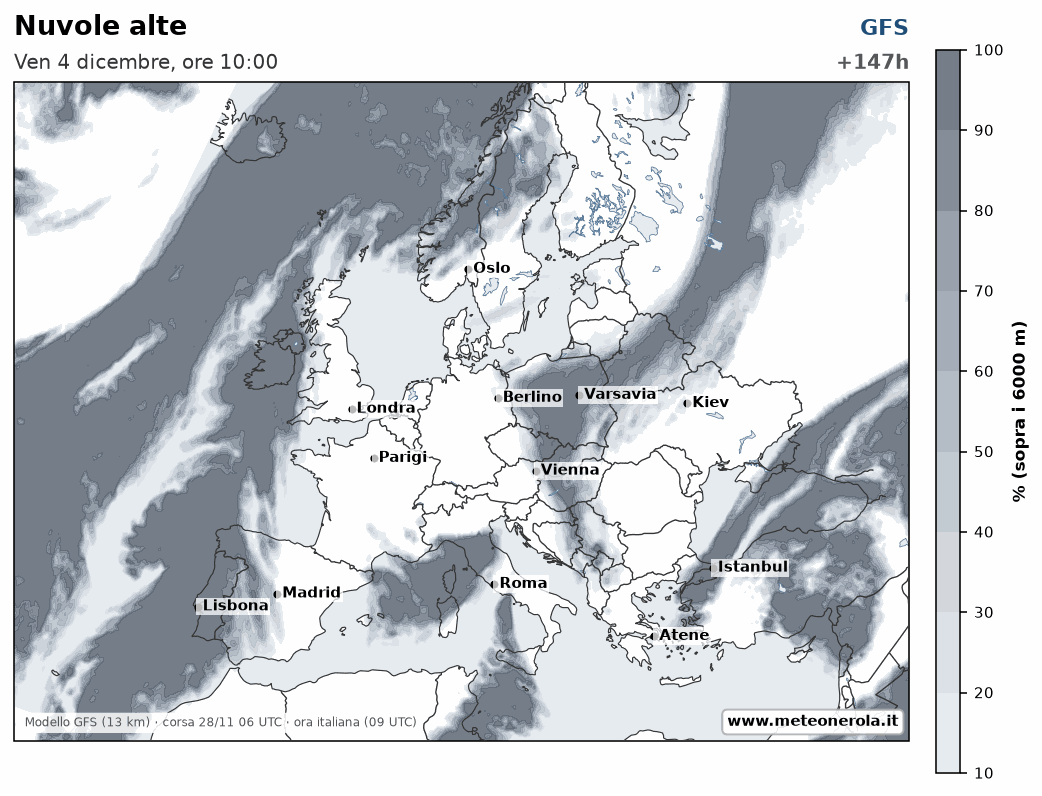 Nuvole alte
GFS
Ven 4 dicembre, ore 10:00
+147h
Oslo
Londra
Berlino
Varsavia
Kiev
Parigi
Vienna
Istanbul
Madrid
Roma
Lisbona
Atene
Modello GFS (13 km) · corsa 28/11 06 UTC · ora italiana (09 UTC)
www.meteonerola.it
100
90
80
70
60
50
40
30
20
10
% (sopra i 6000 m)